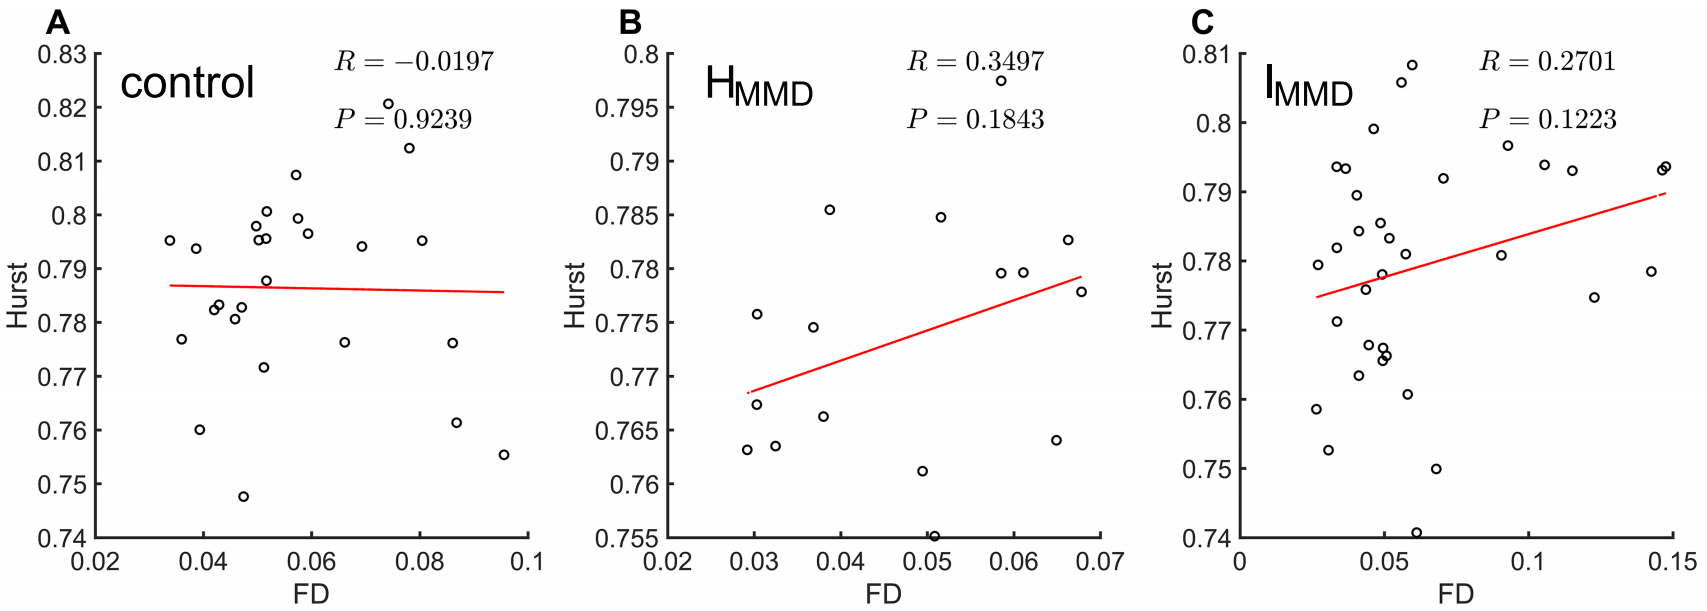 A
control
R = −0.0197
P = 0.9239
0.83
0.82
0.81
0.8
0.79
0.78
0.77
0.76
0.75
0.74
Hurst
0.02
0.04
0.06
0.08
0.1
FD
B
HMMD
R = 0.3497
P = 0.1843
0.8
0.795
0.79
0.785
0.78
0.775
0.77
0.765
0.76
0.755
Hurst
0.02
0.03
0.04
0.05
0.06
0.07
FD
C
IMMD
R = 0.2701
P = 0.1223
0.81
0.8
0.79
0.78
0.77
0.76
0.75
0.74
Hurst
0
0.05
0.1
0.15
FD